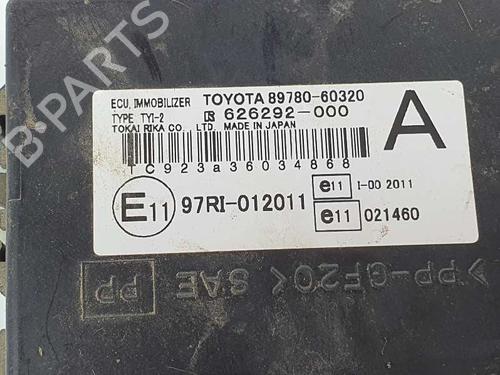 B-PARTS
ECU, IMMOBILIZER TOYOTA 89780-60320
TYPE TYI-2 R 626292-000
TOKAI RIKA CO. LTD. MADE IN JAPAN
A
TC923a36034868
E11 97RI-012011
e11 I-00 2011
e11 021460
PP
>PP-GF20< SAE